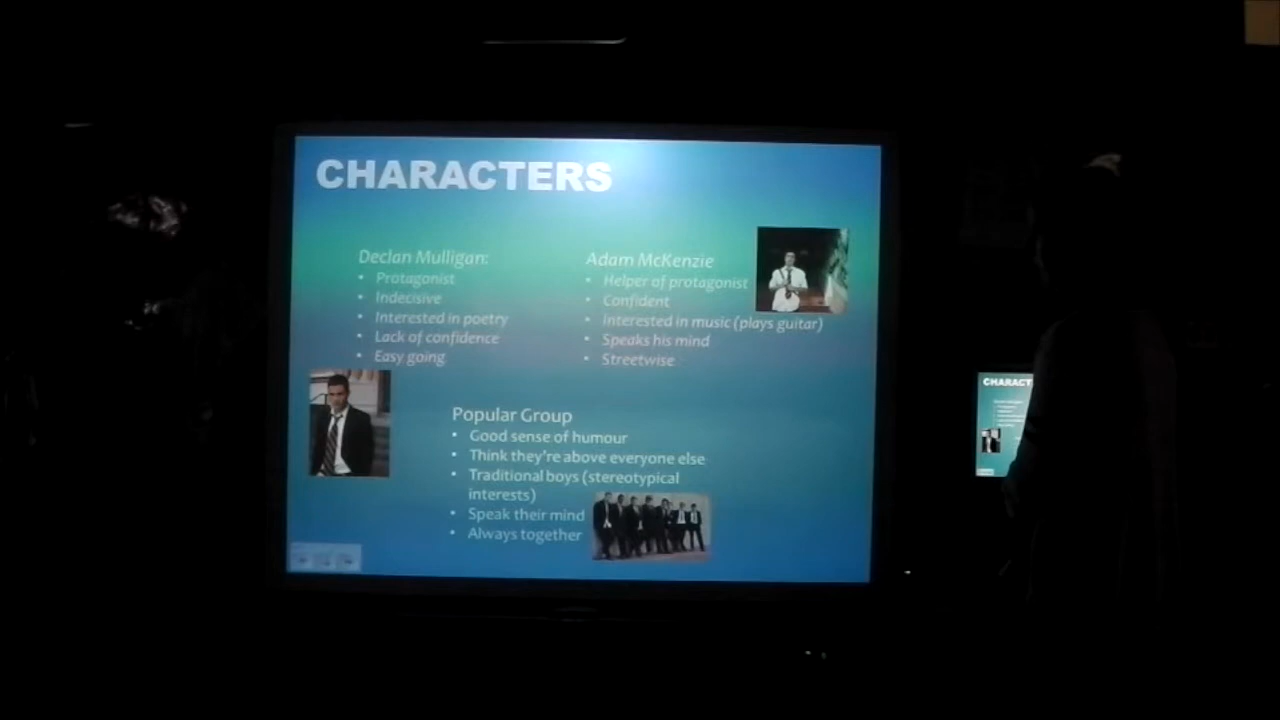 CHARACTERS
Declan Mulligan:
• Protagonist
• Indecisive
• Interested in poetry
• Lack of confidence
• Easy going
Adam McKenzie
• Helper of protagonist
• Confident
• Interested in music (plays guitar)
• Speaks his mind
• Streetwise
Popular Group
• Good sense of humour
• Think they're above everyone else
• Traditional boys (stereotypical
interests)
• Speak their mind
• Always together
CHARACT